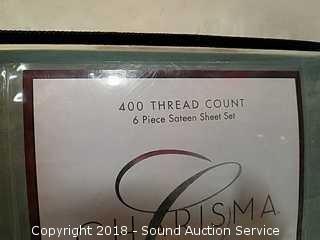 400 THREAD COUNT
6 Piece Sateen Sheet Set
CHARISMA
Copyright 2018 - Sound Auction Service